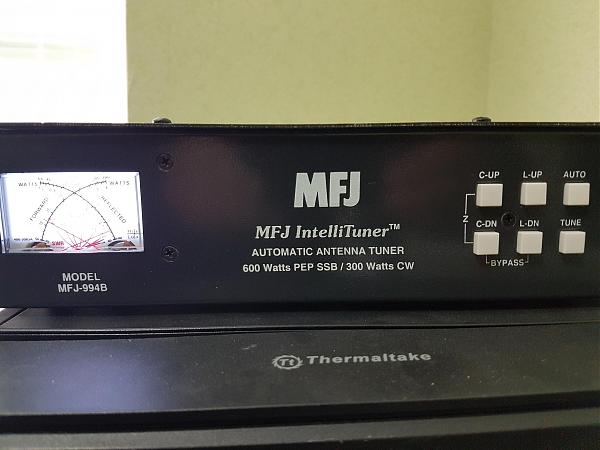 MFJ
MFJ IntelliTuner™
AUTOMATIC ANTENNA TUNER
600 Watts PEP SSB / 300 Watts CW
WATTS
WATTS
FORWARD
REFLECTED
SWR
MODEL
MFJ-994B
C-UP L-UP AUTO
Z
C-DN L-DN TUNE
BYPASS
Tt Thermaltake